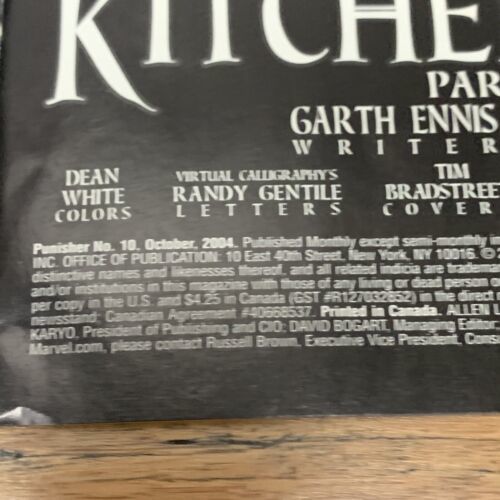 KITCHE
PAR
GARTH ENNIS
WRITER
DEAN
WHITE
COLORS
VIRTUAL CALLIGRAPHY'S
RANDY GENTILE
LETTERS
TIM
BRADSTREE
COVER
Punisher No. 10, October, 2004. Published Monthly except semi-monthly in
INC. OFFICE OF PUBLICATION: 10 East 40th Street, New York, NY 10016. © 2
distinctive names and likenesses thereof, and all related indicia are tradema
and/or institutions in this magazine with those of any living or dead person o
per copy in the U.S. and $4.25 in Canada (GST #R127032852) in the direct
newsstand: Canadian Agreement #40668537. Printed in Canada. ALLEN L
KARYO, President of Publishing and CIO: DAVID BOGART, Managing Editor
Marvel.com, please contact Russell Brown, Executive Vice President, Cons